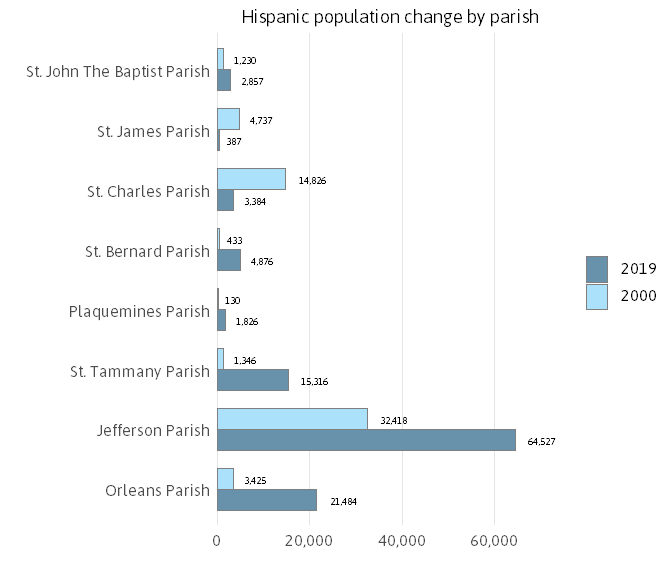 Hispanic population change by parish
St. John The Baptist Parish
1,230
2,857
St. James Parish
4,737
387
St. Charles Parish
14,826
3,384
St. Bernard Parish
433
4,876
Plaquemines Parish
130
1,826
St. Tammany Parish
1,346
15,316
Jefferson Parish
32,418
64,527
Orleans Parish
3,425
21,484
0 20,000 40,000 60,000
2019
2000